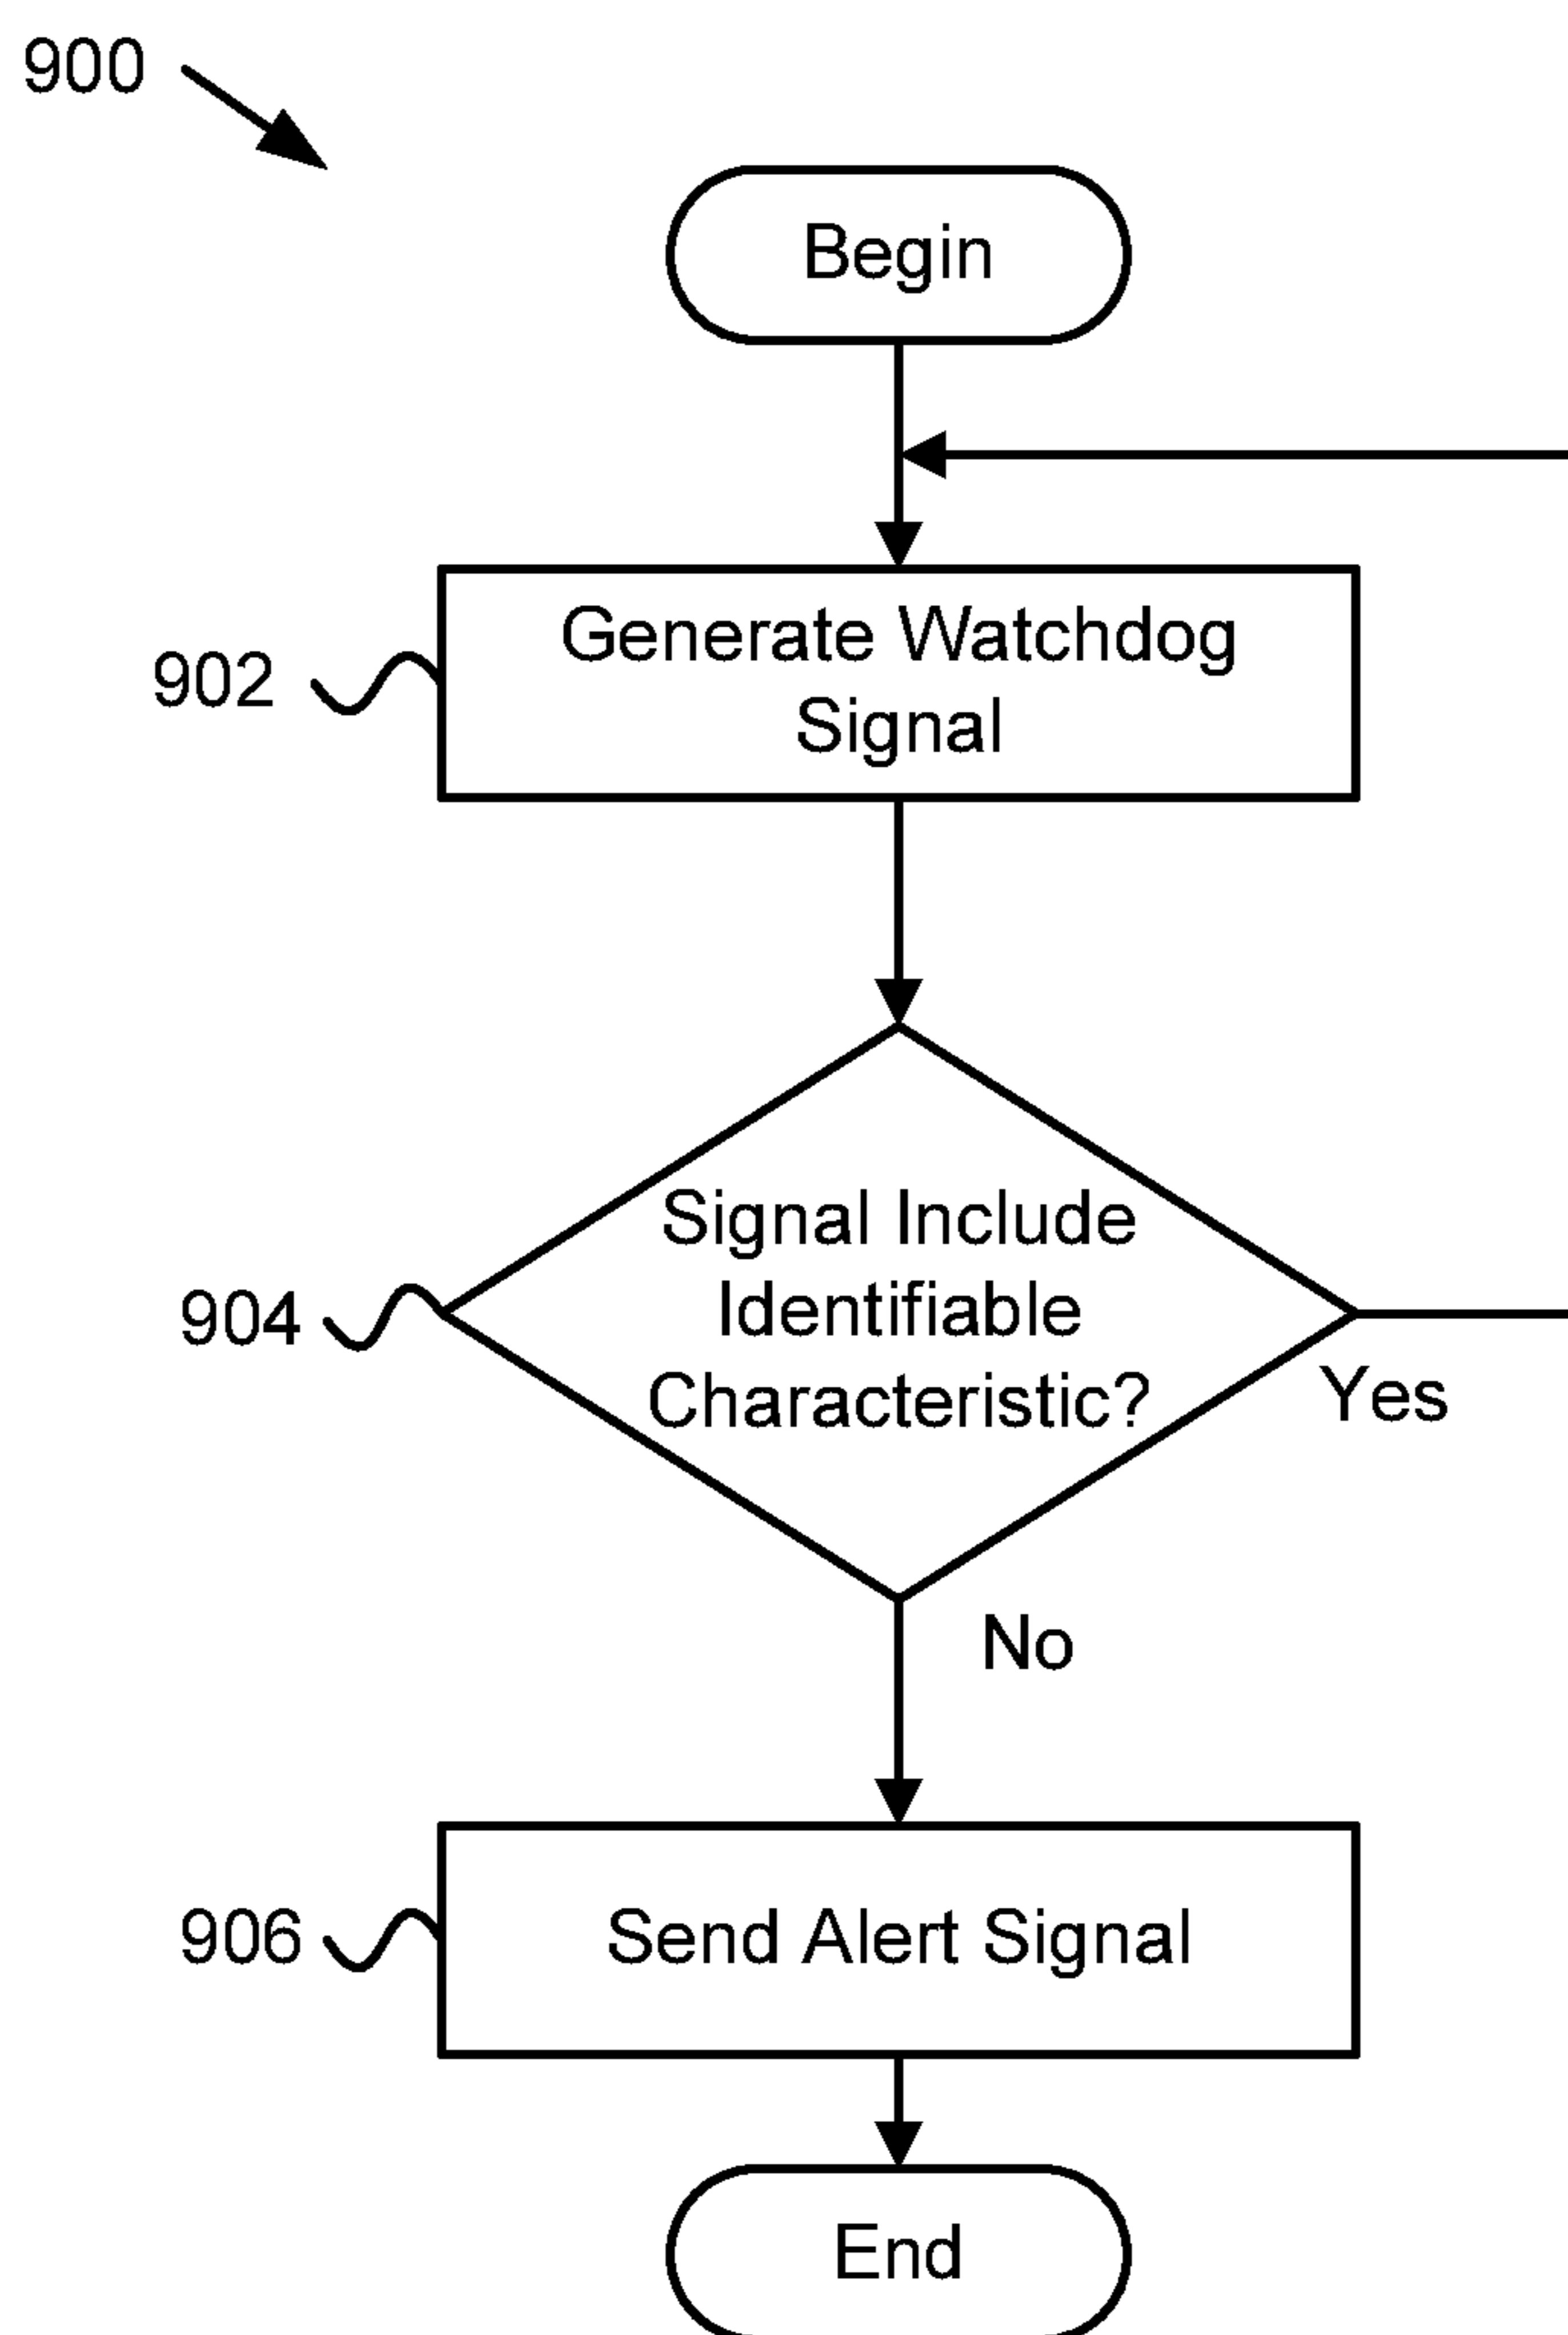 900
Begin
902
Generate Watchdog
Signal
904
Signal Include
Identifiable
Characteristic?
Yes
No
906
Send Alert Signal
End